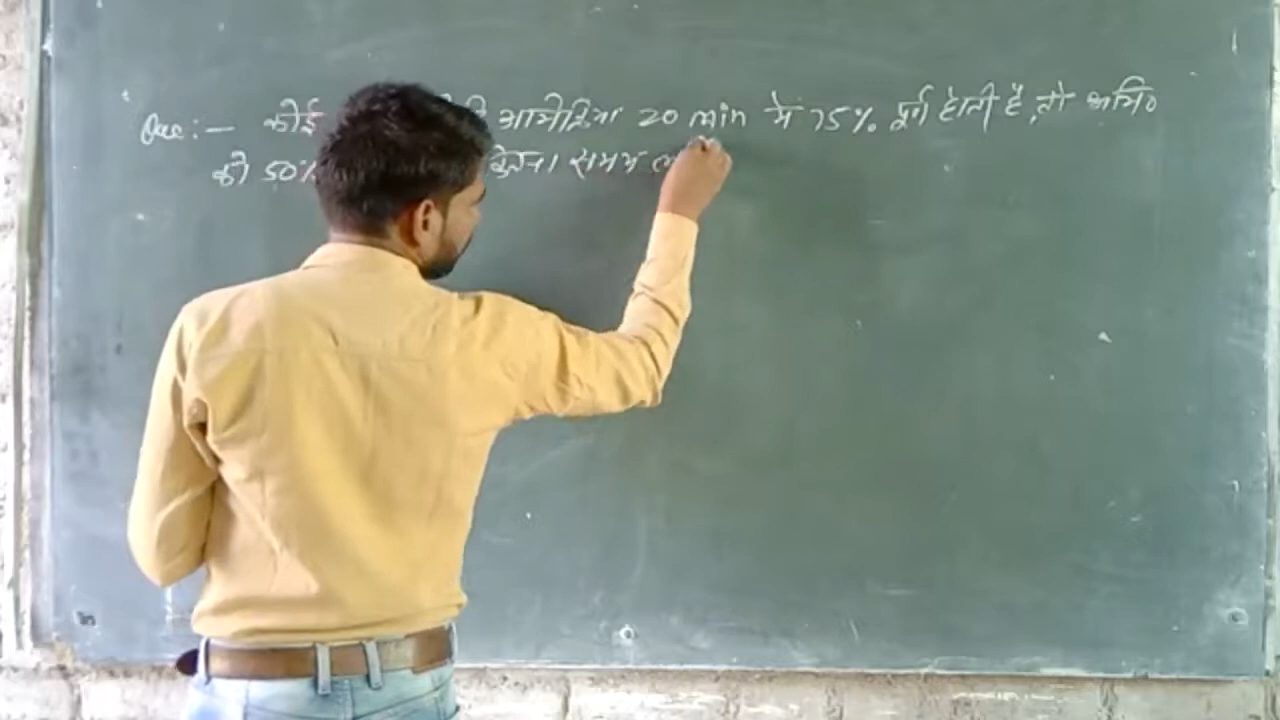 Que:- कोई अभिक्रिया 20 min में 75% पूर्ण होती है, तो अभि०
को 50% कितना समय